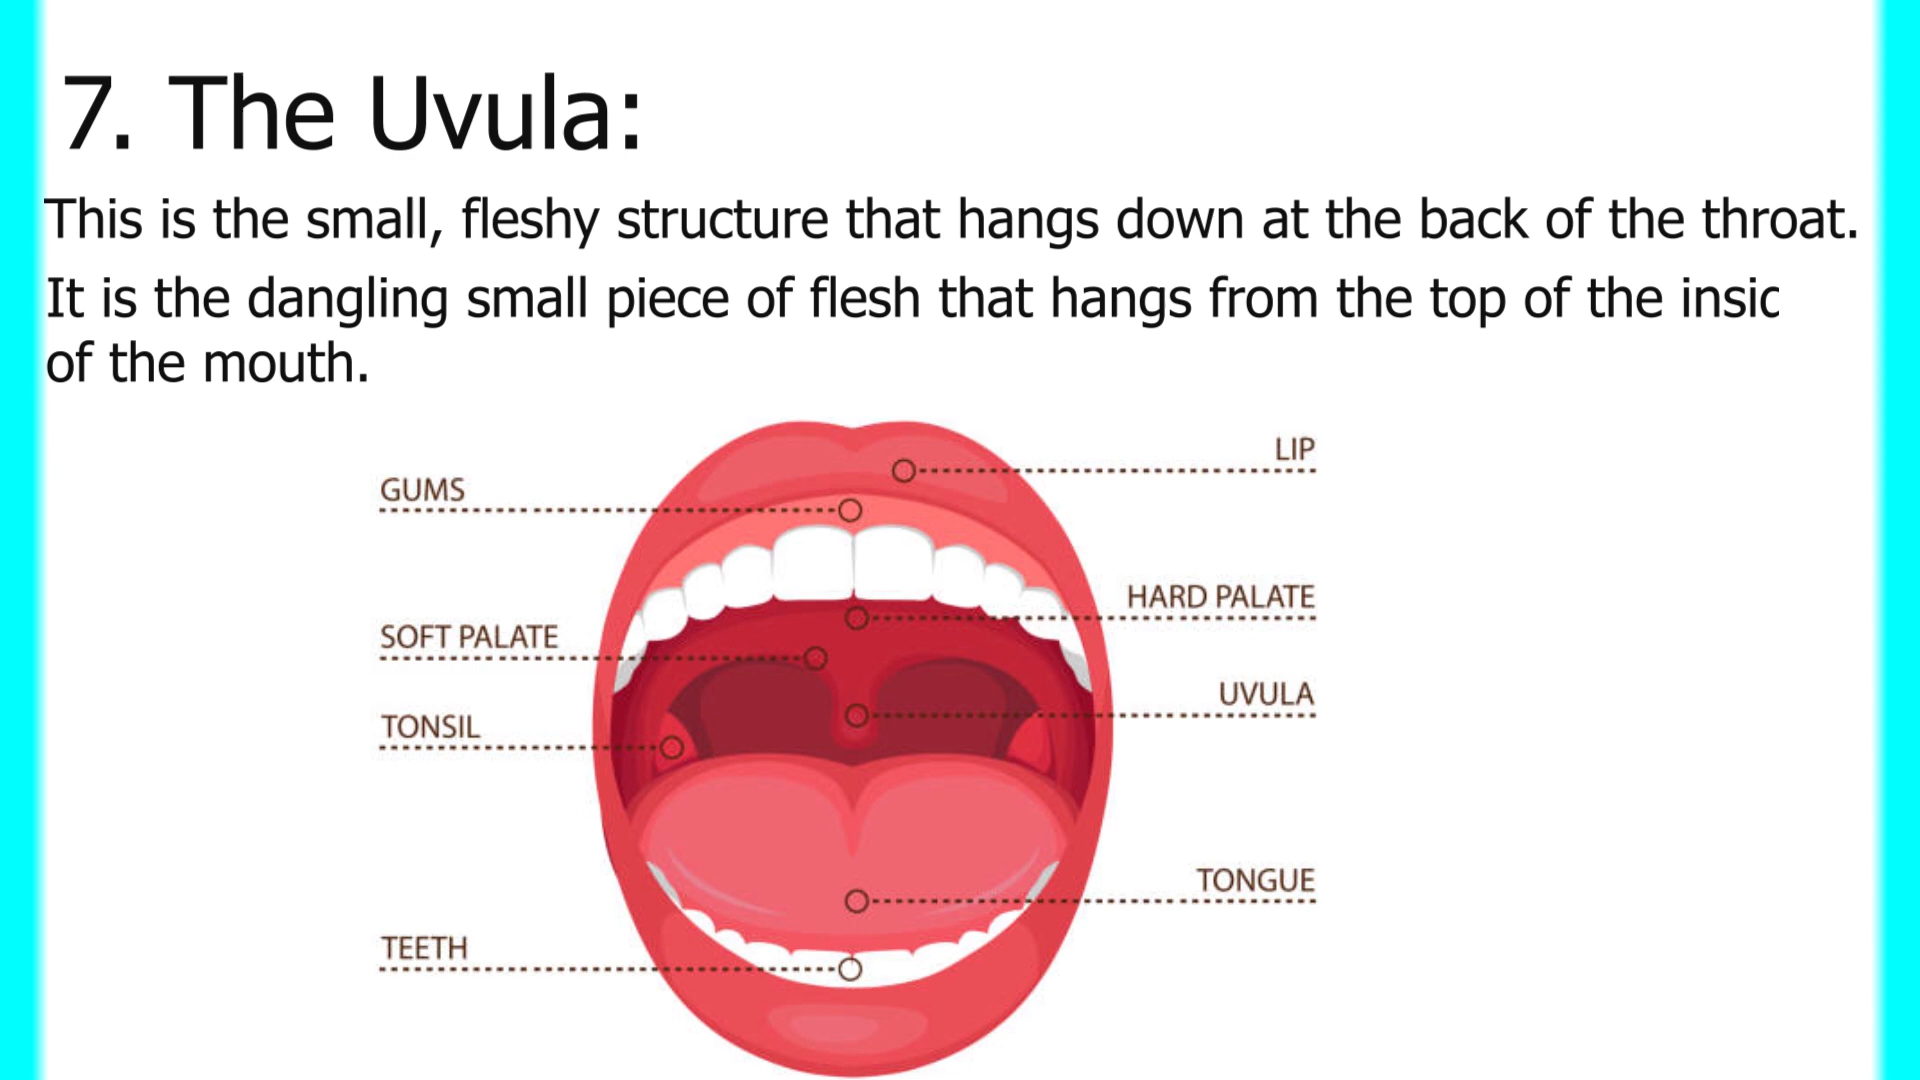 7. The Uvula:
This is the small, fleshy structure that hangs down at the back of the throat.
It is the dangling small piece of flesh that hangs from the top of the insic
of the mouth.
LIP
GUMS
HARD PALATE
SOFT PALATE
UVULA
TONSIL
TONGUE
TEETH